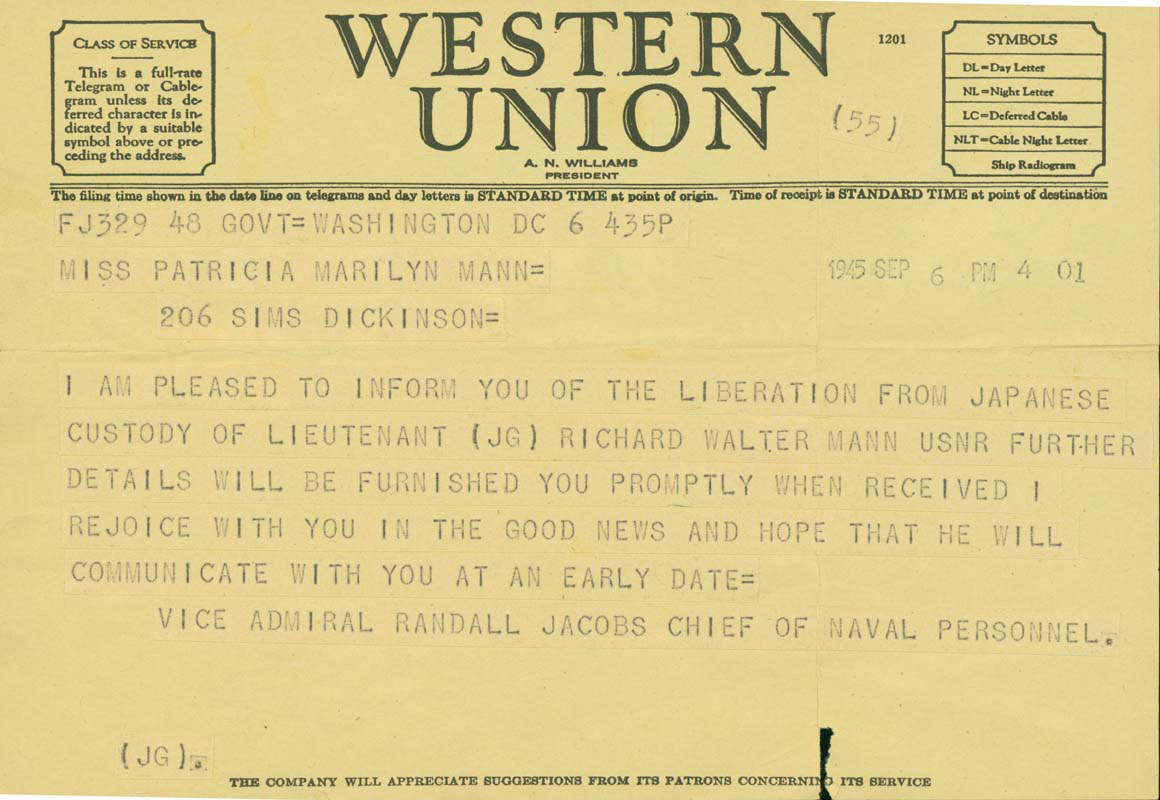 CLASS OF SERVICE
This is a full-rate
Telegram or Cable-
gram unless its de-
ferred character is in-
dicated by a suitable
symbol above or pre-
ceding the address.
WESTERN
UNION
A. N. WILLIAMS
PRESIDENT
1201
(55)
SYMBOLS
DL=Day Letter
NL=Night Letter
LC=Deferred Cable
NLT=Cable Night Letter
Ship Radiogram
The filing time shown in the date line on telegrams and day letters is STANDARD TIME at point of origin. Time of receipt is STANDARD TIME at point of destination
FJ329 48 GOVT=WASHINGTON DC 6 435P
MISS PATRICIA MARILYN MANN=
1945 SEP 6 PM 4 01
206 SIMS DICKINSON=
I AM PLEASED TO INFORM YOU OF THE LIBERATION FROM JAPANESE
CUSTODY OF LIEUTENANT (JG) RICHARD WALTER MANN USNR FURTHER
DETAILS WILL BE FURNISHED YOU PROMPTLY WHEN RECEIVED I
REJOICE WITH YOU IN THE GOOD NEWS AND HOPE THAT HE WILL
COMMUNICATE WITH YOU AT AN EARLY DATE=
VICE ADMIRAL RANDALL JACOBS CHIEF OF NAVAL PERSONNEL.
(JG).
THE COMPANY WILL APPRECIATE SUGGESTIONS FROM ITS PATRONS CONCERNING ITS SERVICE